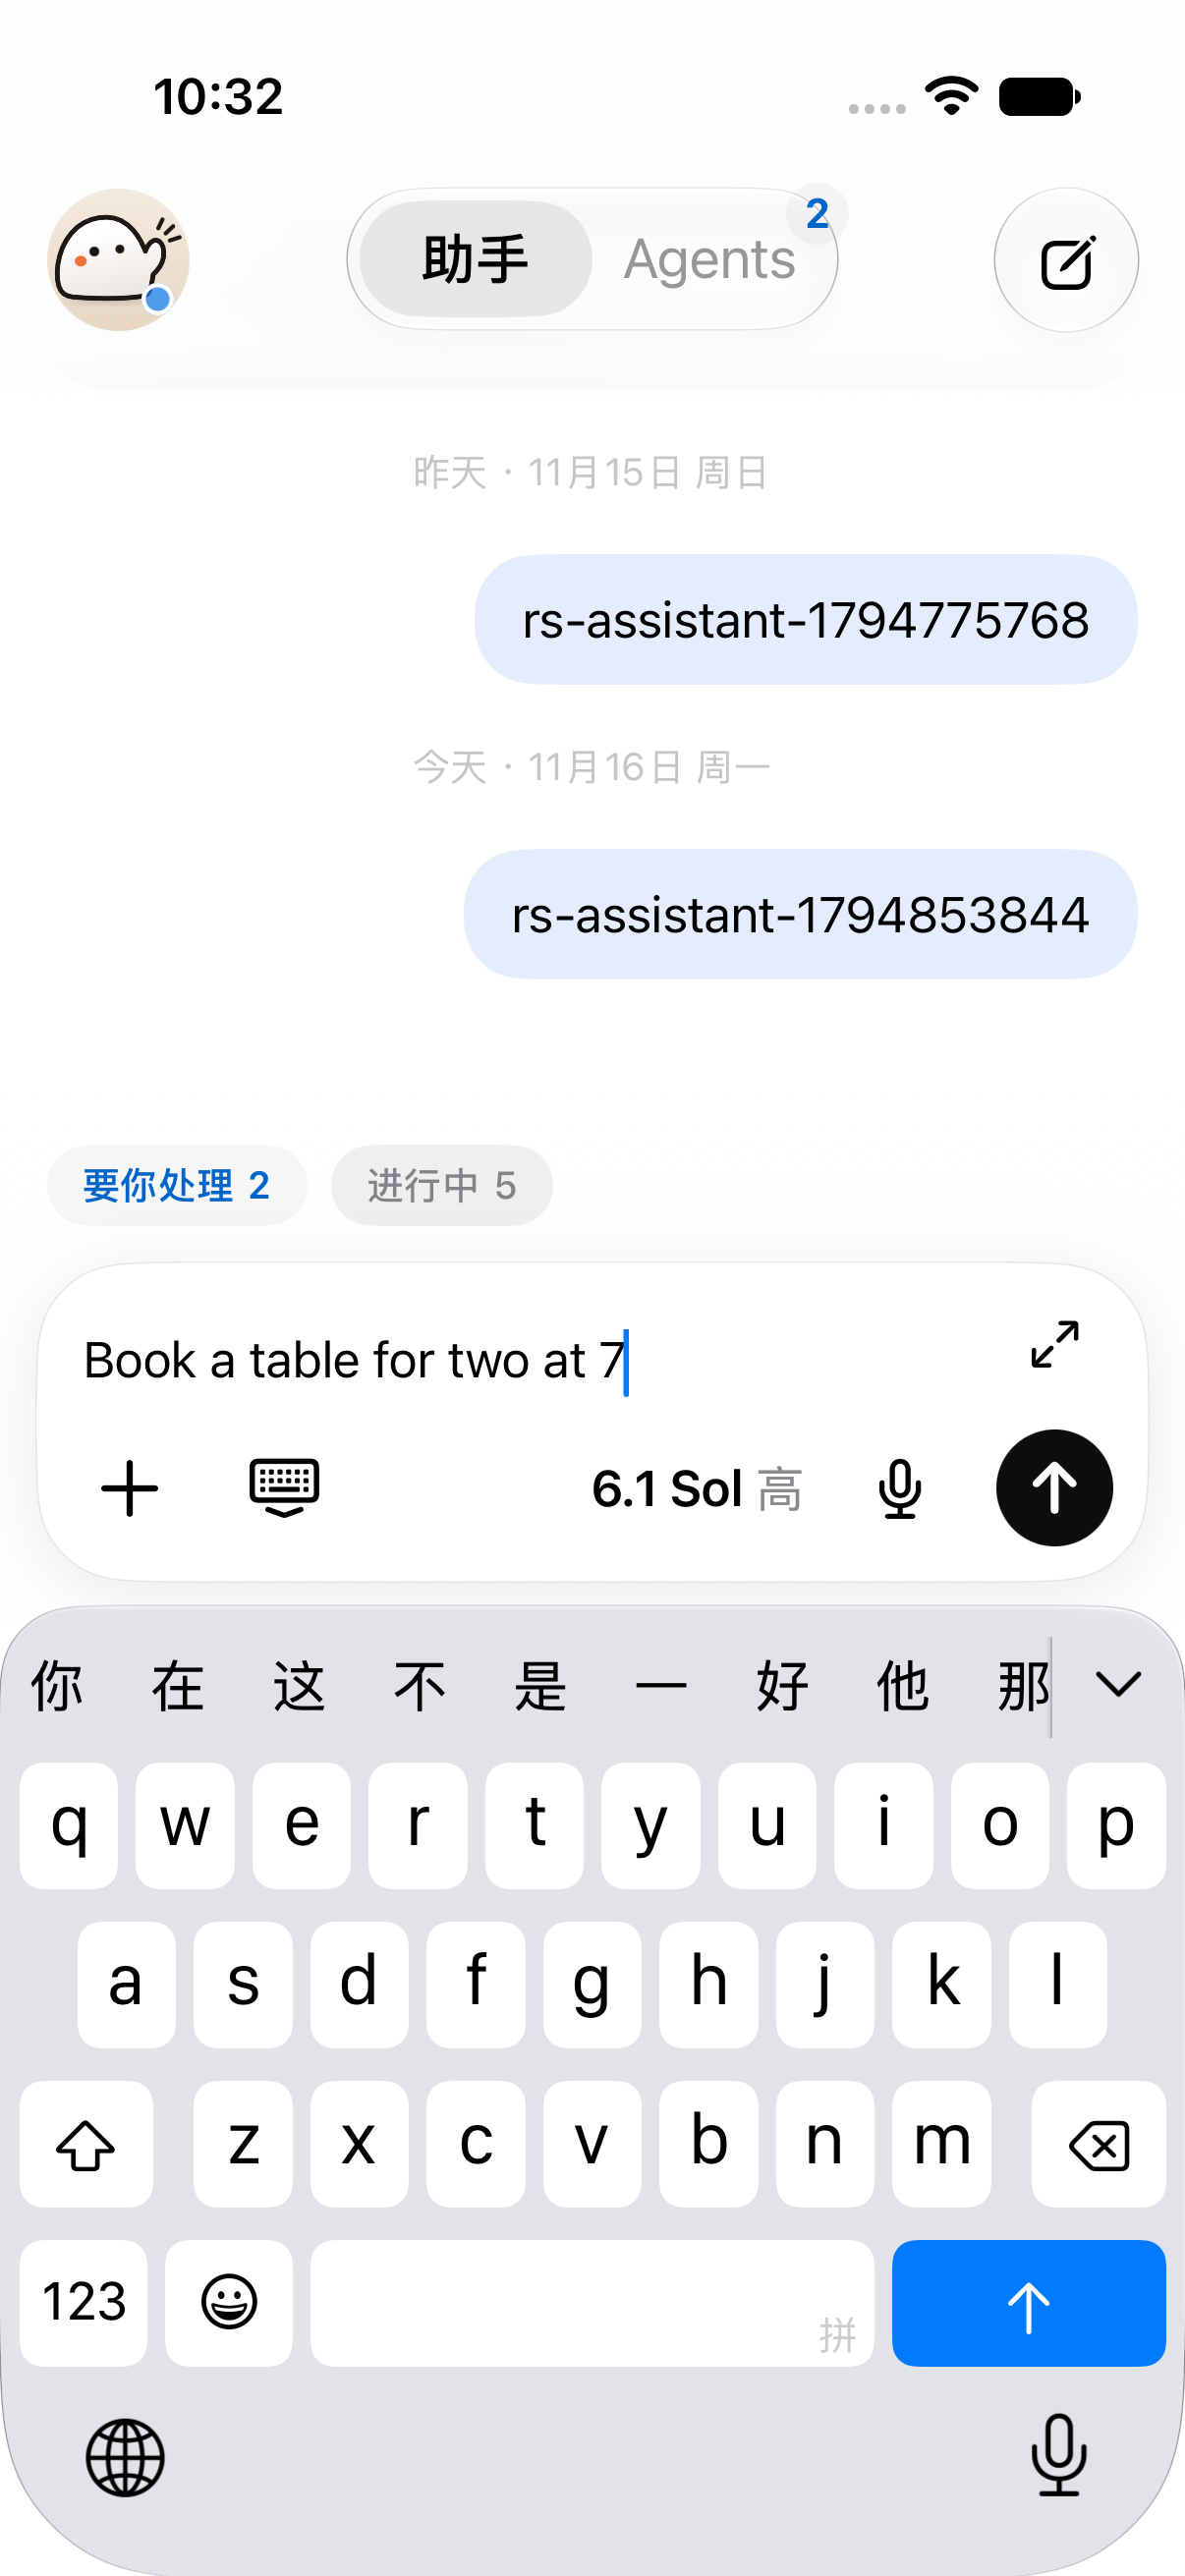 10:32
助手
Agents
2
昨天 · 11月15日 周日
rs-assistant-1794775768
今天 · 11月16日 周一
rs-assistant-1794853844
要你处理 2
进行中 5
Book a table for two at 7
6.1 Sol 高
你 在 这 不 是 一 好 他 那
q w e r t y u i o p
a s d f g h j k l
z x c v b n m
123
拼